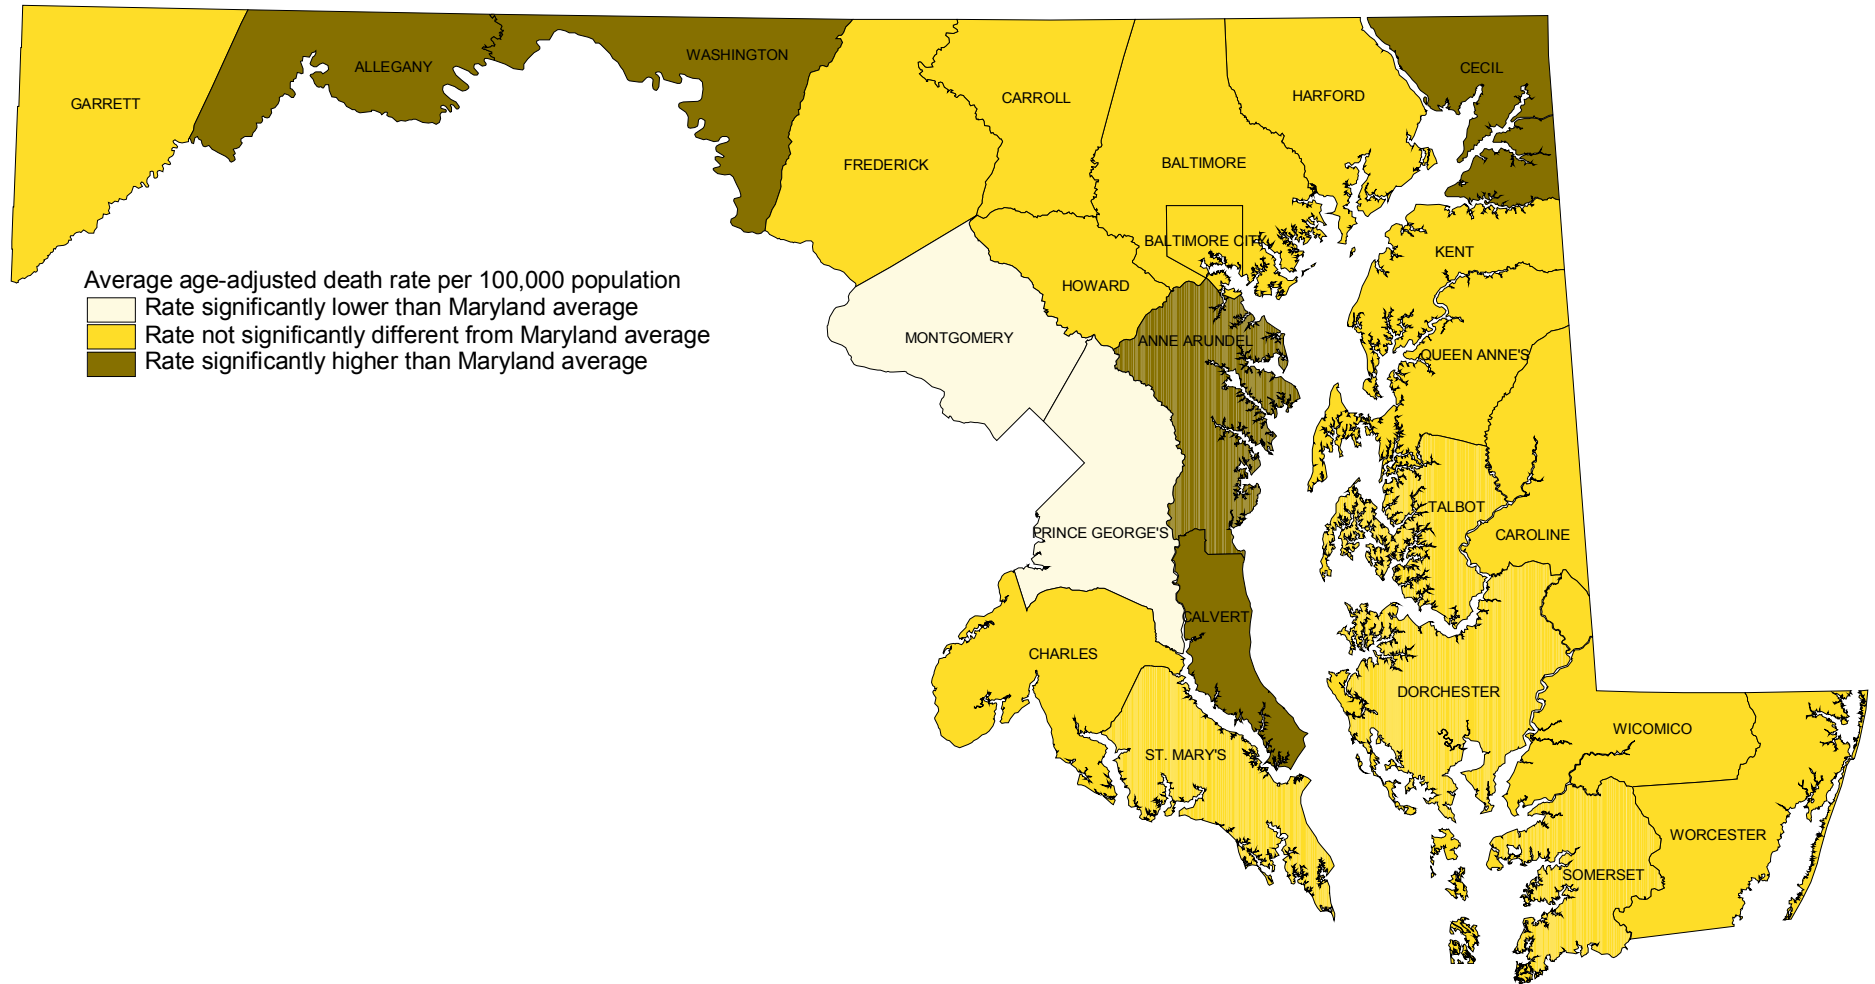 WASHINGTON
ALLEGANY
CECIL
GARRETT
CARROLL
HARFORD
FREDERICK
BALTIMORE
BALTIMORE CITY
KENT
Average age-adjusted death rate per 100,000 population
Rate significantly lower than Maryland average
Rate not significantly different from Maryland average
Rate significantly higher than Maryland average
HOWARD
MONTGOMERY
ANNE ARUNDEL
QUEEN ANNE'S
TALBOT
PRINCE GEORGE'S
CAROLINE
CALVERT
CHARLES
DORCHESTER
WICOMICO
ST. MARY'S
WORCESTER
SOMERSET